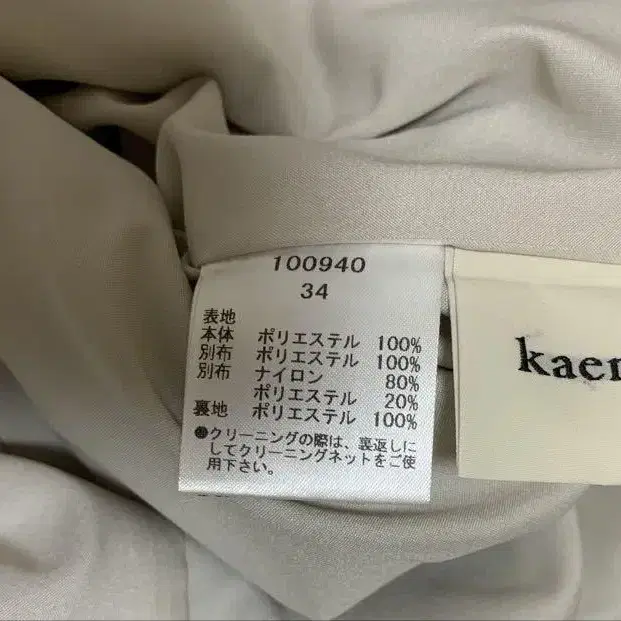 100940
34
表地
本体 ポリエステル 100%
別布 ポリエステル 100%
別布 ナイロン 80%
ポリエステル 20%
裏地 ポリエステル 100%
●クリーニングの際は、裏返しに
してクリーニングネットをご使
用下さい。
kaer